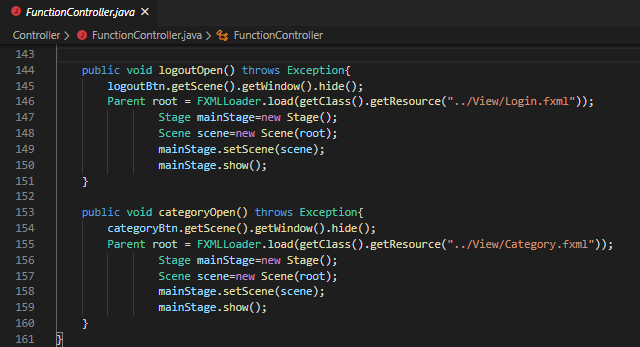 FunctionController.java ×
Controller > FunctionController.java > FunctionController
143
144 public void logoutOpen() throws Exception{
145 logoutBtn.getScene().getWindow().hide();
146 Parent root = FXMLLoader.load(getClass().getResource("../View/Login.fxml"));
147 Stage mainStage=new Stage();
148 Scene scene=new Scene(root);
149 mainStage.setScene(scene);
150 mainStage.show();
151 }
152
153 public void categoryOpen() throws Exception{
154 categoryBtn.getScene().getWindow().hide();
155 Parent root = FXMLLoader.load(getClass().getResource("../View/Category.fxml"));
156 Stage mainStage=new Stage();
157 Scene scene=new Scene(root);
158 mainStage.setScene(scene);
159 mainStage.show();
160 }
161 }